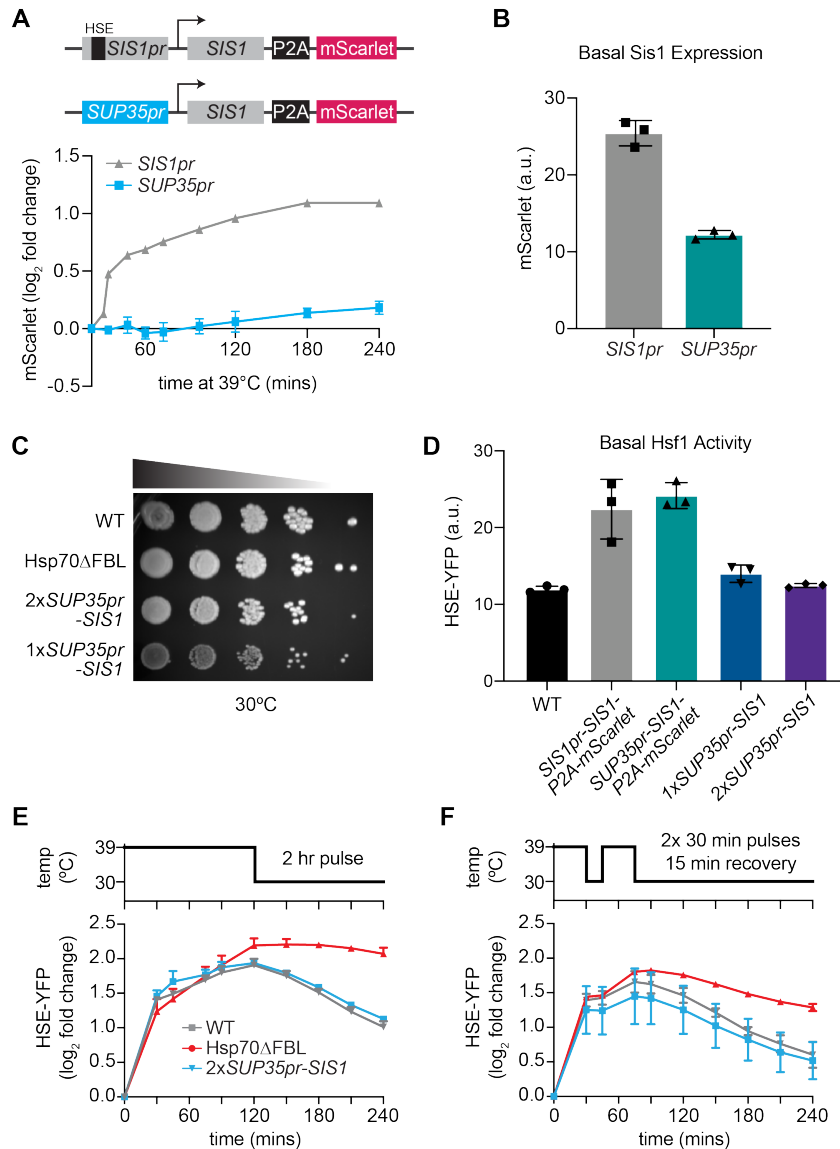 A
HSE
SIS1pr
SIS1
P2A
mScarlet
SUP35pr
SIS1
P2A
mScarlet
SIS1pr
SUP35pr
mScarlet (log2 fold change)
1.5
1.0
0.5
0.0
-0.5
60
120
180
240
time at 39°C (mins)
B
Basal Sis1 Expression
mScarlet (a.u.)
30
20
10
0
SIS1pr
SUP35pr
C
WT
Hsp70ΔFBL
2xSUP35pr
-SIS1
1xSUP35pr
-SIS1
30ºC
D
Basal Hsf1 Activity
HSE-YFP (a.u.)
30
20
10
0
WT
SIS1pr-SIS1-
P2A-mScarlet
SUP35pr-SIS1-
P2A-mScarlet
1xSUP35pr-SIS1
2xSUP35pr-SIS1
E
temp
(ºC)
39
30
2 hr pulse
HSE-YFP
(log2 fold change)
2.5
2.0
1.5
1.0
0.5
0.0
WT
Hsp70ΔFBL
2xSUP35pr-SIS1
0
60
120
180
240
time (mins)
F
temp
(ºC)
39
30
2x 30 min pulses
15 min recovery
HSE-YFP
(log2 fold change)
2.5
2.0
1.5
1.0
0.5
0.0
0
60
120
180
240
time (mins)